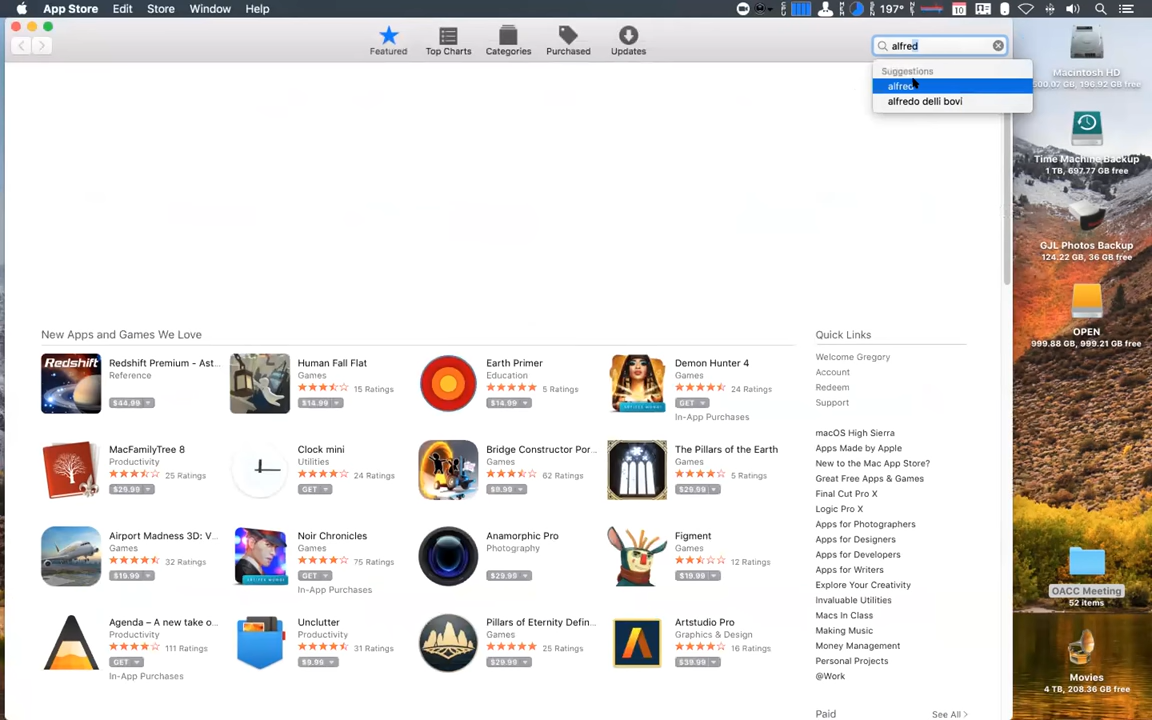 App Store Edit Store Window Help
197°
10
Featured Top Charts Categories Purchased Updates
alfred
Suggestions
alfred
alfredo delli bovi
Macintosh HD
500.07 GB, 196.92 GB free
Time Machine Backup
1 TB, 697.77 GB free
GJL Photos Backup
124.22 GB, 36 GB free
OPEN
999.88 GB, 999.21 GB free
OACC Meeting
52 items
Movies
4 TB, 208.36 GB free
New Apps and Games We Love
Redshift
Redshift Premium - Ast...
Reference
$44.99
Human Fall Flat
Games
15 Ratings
$14.99
Earth Primer
Education
5 Ratings
$14.99
Demon Hunter 4
Games
24 Ratings
GET
In-App Purchases
MacFamilyTree 8
Productivity
25 Ratings
$29.99
Clock mini
Utilities
24 Ratings
GET
Bridge Constructor Por...
Games
62 Ratings
$9.99
The Pillars of the Earth
Games
5 Ratings
$29.99
Airport Madness 3D: V...
Games
32 Ratings
$19.99
Noir Chronicles
Games
75 Ratings
GET
In-App Purchases
Anamorphic Pro
Photography
$29.99
Figment
Games
12 Ratings
$19.99
Agenda – A new take o...
Productivity
111 Ratings
GET
In-App Purchases
Unclutter
Productivity
31 Ratings
$9.96
Pillars of Eternity Defin...
Games
25 Ratings
$29.99
Artstudio Pro
Graphics & Design
16 Ratings
$39.99
Quick Links
Welcome Gregory
Account
Redeem
Support
macOS High Sierra
Apps Made by Apple
New to the Mac App Store?
Great Free Apps & Games
Final Cut Pro X
Logic Pro X
Apps for Photographers
Apps for Designers
Apps for Developers
Apps for Writers
Explore Your Creativity
Invaluable Utilities
Macs In Class
Making Music
Money Management
Personal Projects
@Work
Paid See All >